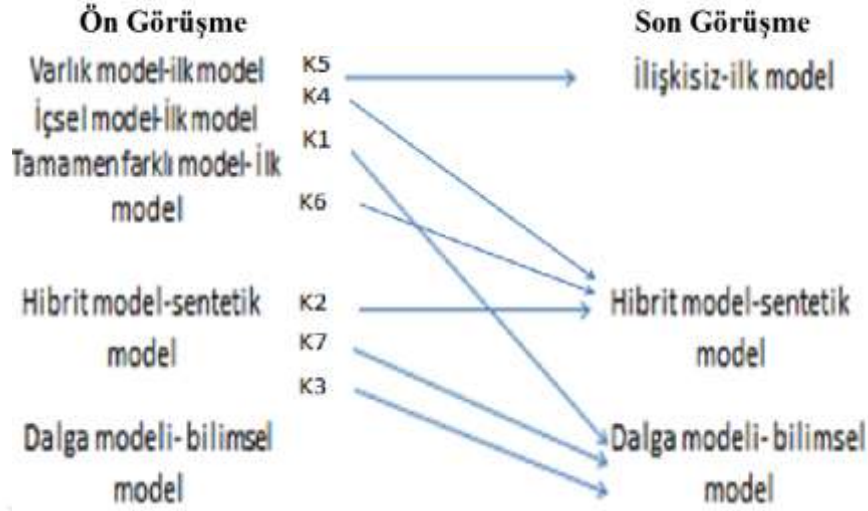 Ön Görüşme
Varlık model-ilk model
İçsel model-İlk model
Tamamen farklı model- İlk
model
Hibrit model-sentetik
model
Dalga modeli- bilimsel
model
K5
K4
K1
K6
K2
K7
K3
Son Görüşme
İlişkisiz-ilk model
Hibrit model-sentetik
model
Dalga modeli- bilimsel
model